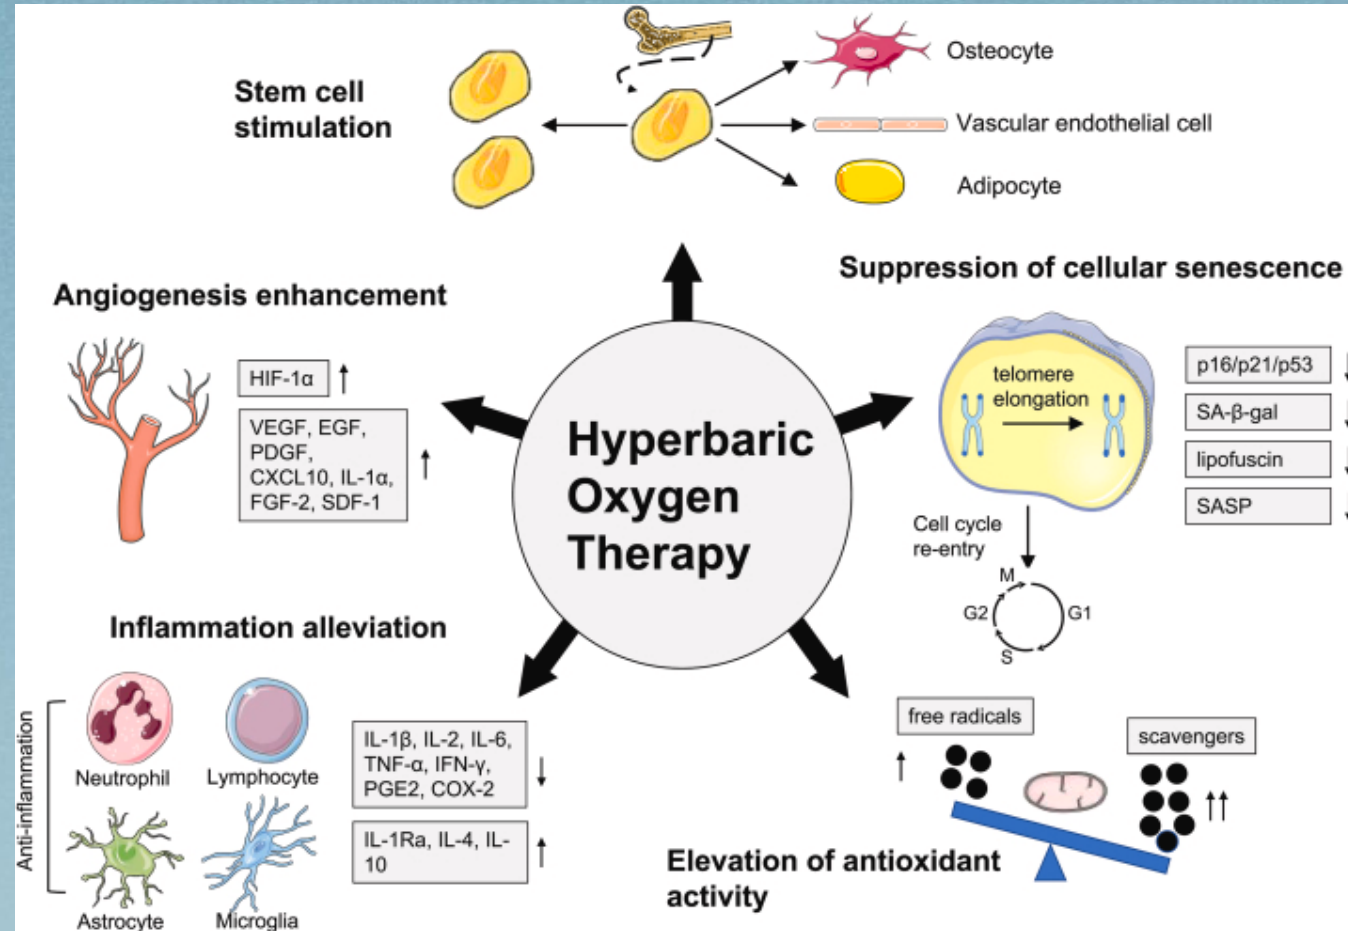 Stem cell
stimulation
Osteocyte
Vascular endothelial cell
Adipocyte
Angiogenesis enhancement
HIF-1α ↑
VEGF, EGF,
PDGF,
CXCL10, IL-1α,
FGF-2, SDF-1
↑
Suppression of cellular senescence
telomere
elongation
p16/p21/p53
SA-β-gal
lipofuscin
SASP
Cell cycle
re-entry
M
G2
G1
S
Hyperbaric
Oxygen
Therapy
Inflammation alleviation
Anti-inflammation
Neutrophil
Lymphocyte
Astrocyte
Microglia
IL-1β, IL-2, IL-6,
TNF-α, IFN-γ,
PGE2, COX-2
↓
IL-1Ra, IL-4, IL-
10
↑
free radicals
↑
scavengers
↑↑
Elevation of antioxidant
activity